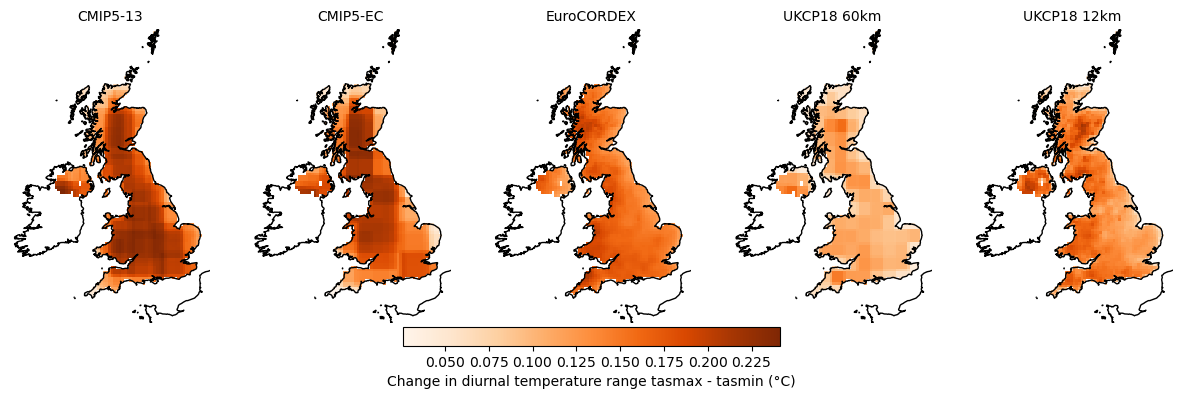 CMIP5-13 CMIP5-EC EuroCORDEX UKCP18 60km UKCP18 12km
0.050 0.075 0.100 0.125 0.150 0.175 0.200 0.225
Change in diurnal temperature range tasmax - tasmin (°C)